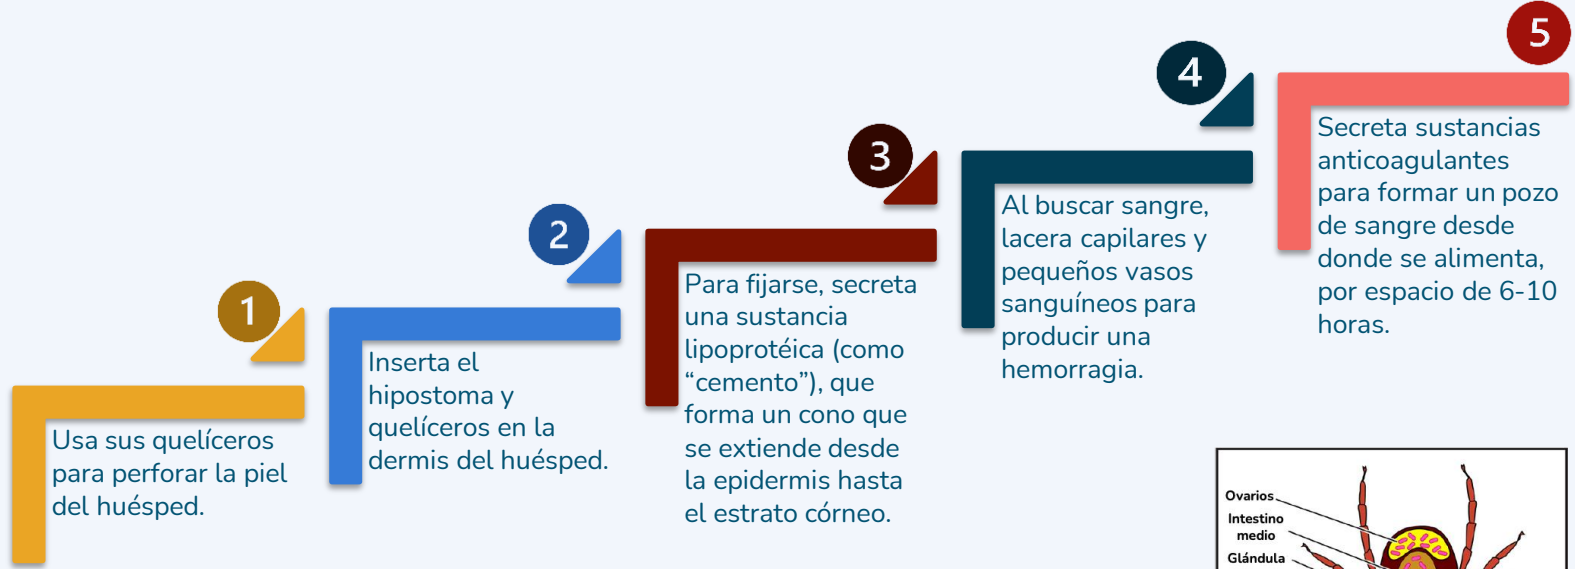 1
Usa sus quelíceros
para perforar la piel
del huésped.
2
Inserta el
hipostoma y
quelíceros en la
dermis del huésped.
3
Para fijarse, secreta
una sustancia
lipoprotéica (como
“cemento”), que
forma un cono que
se extiende desde
la epidermis hasta
el estrato córneo.
4
Al buscar sangre,
lacera capilares y
pequeños vasos
sanguíneos para
producir una
hemorragia.
5
Secreta sustancias
anticoagulantes
para formar un pozo
de sangre desde
donde se alimenta,
por espacio de 6-10
horas.
Ovarios
Intestino
medio
Glándula